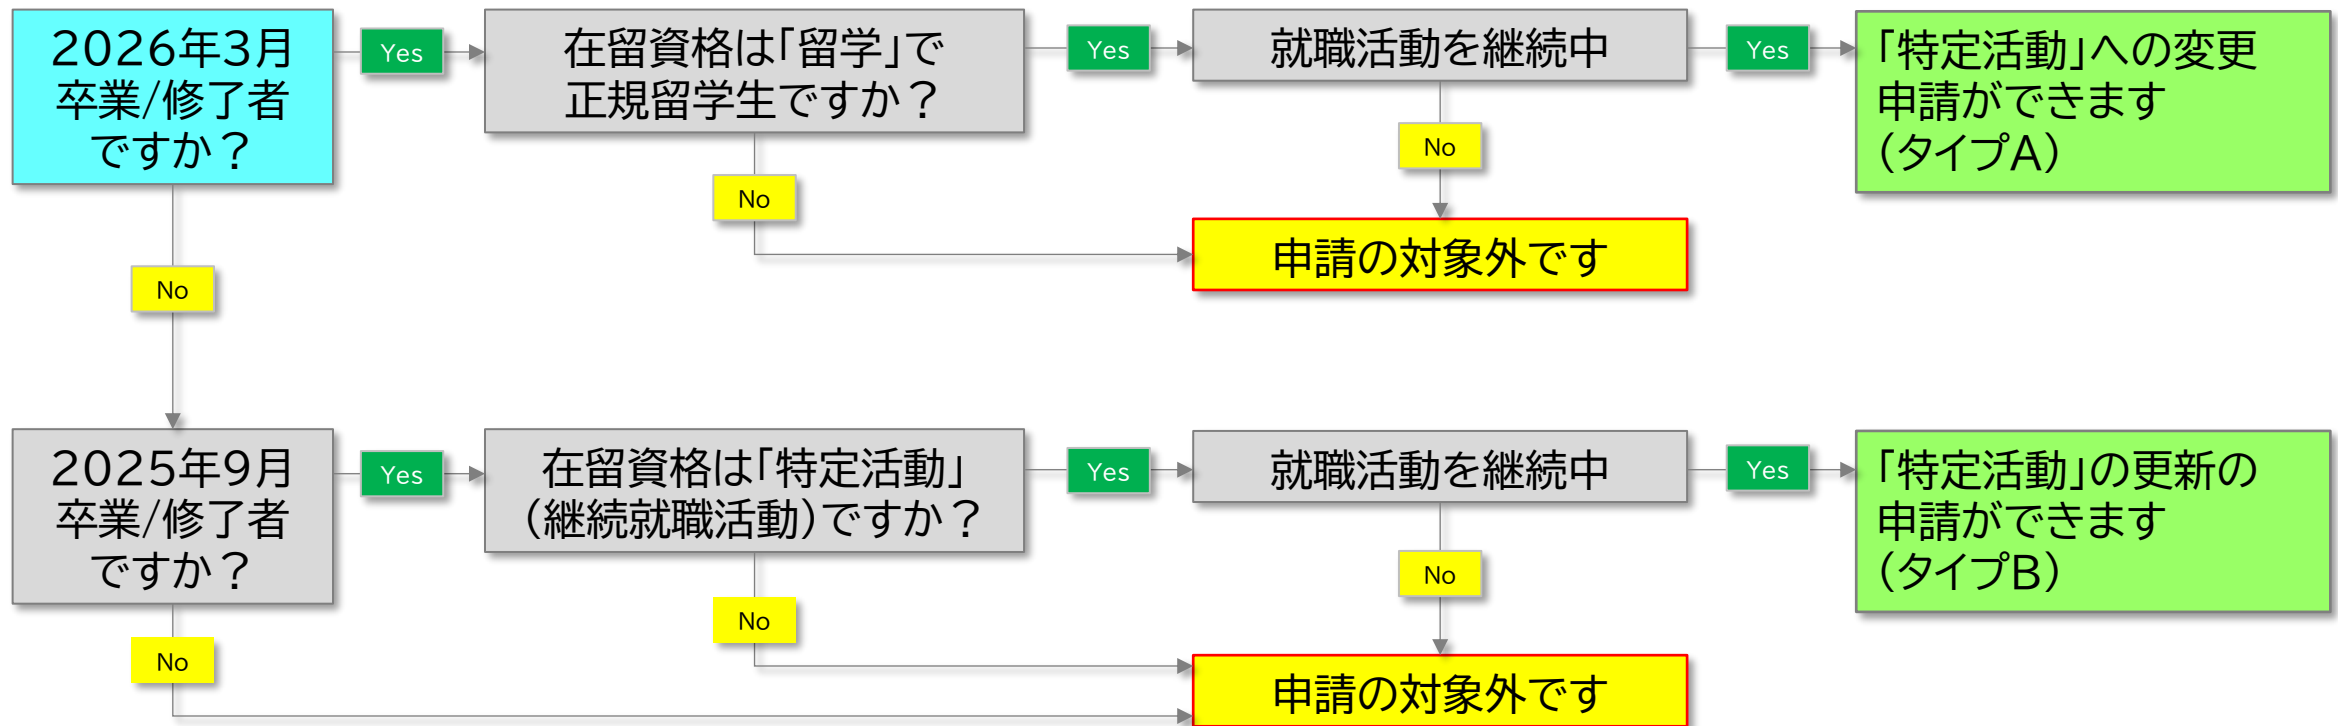 2026年3月
卒業/修了者
ですか？
Yes
在留資格は「留学」で
正規留学生ですか？
Yes
就職活動を継続中
Yes
「特定活動」への変更
申請ができます
（タイプA）
No
No
申請の対象外です
No
2025年9月
卒業/修了者
ですか？
Yes
在留資格は「特定活動」
（継続就職活動）ですか？
Yes
就職活動を継続中
Yes
「特定活動」の更新の
申請ができます
（タイプB）
No
No
No
申請の対象外です